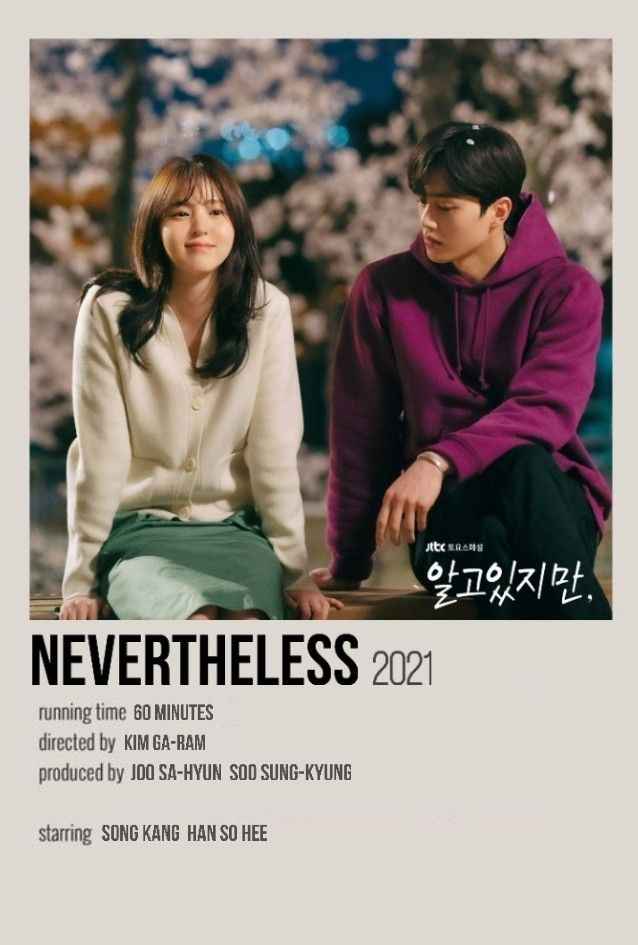 jtbc 토요스페셜
알고있지만,
NEVERTHELESS 2021
running time 60 MINUTES
directed by KIM GA-RAM
produced by JOO SA-HYUN SOO SUNG-KYUNG
starring SONG KANG HAN SO HEE